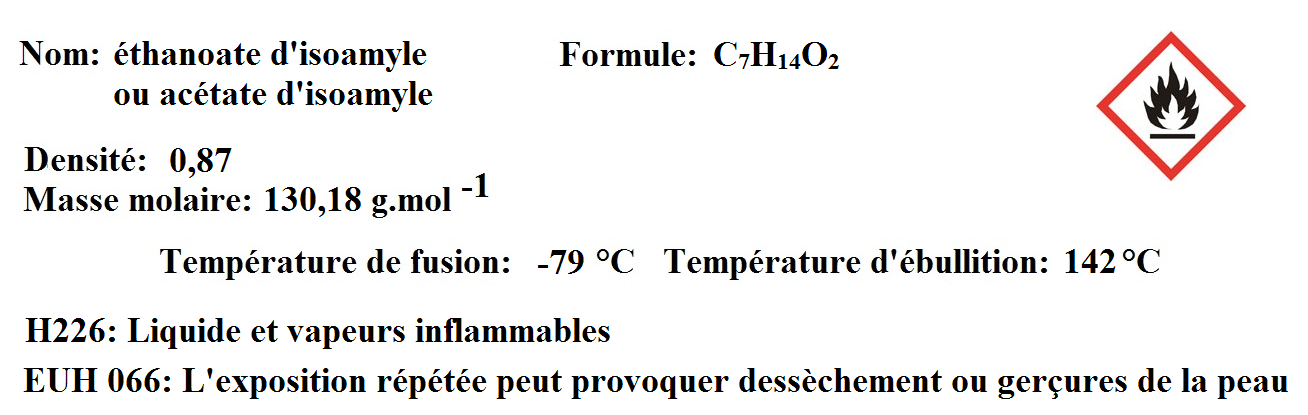 Nom: éthanoate d'isoamyle Formule: C₇H₁₄O₂
ou acétate d'isoamyle
Densité: 0,87
Masse molaire: 130,18 g.mol ⁻¹
Température de fusion: -79 °C Température d'ébullition: 142 °C
H226: Liquide et vapeurs inflammables
EUH 066: L'exposition répétée peut provoquer dessèchement ou gerçures de la peau